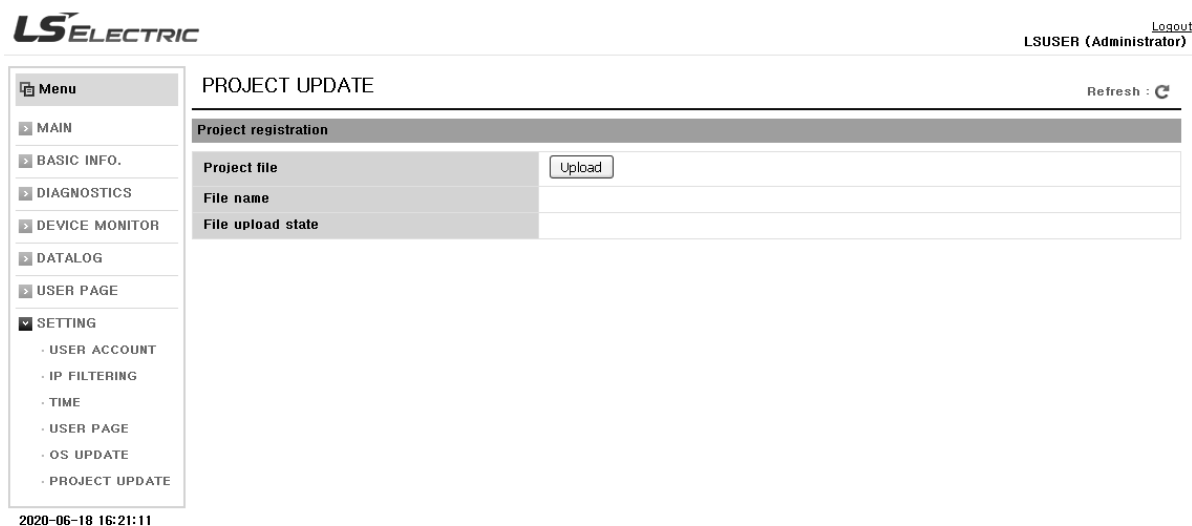 LS ELECTRIC
Logout
LSUSER (Administrator)
Menu
MAIN
BASIC INFO.
DIAGNOSTICS
DEVICE MONITOR
DATALOG
USER PAGE
SETTING
· USER ACCOUNT
· IP FILTERING
· TIME
· USER PAGE
· OS UPDATE
· PROJECT UPDATE
2020-06-18 16:21:11
PROJECT UPDATE
Refresh :
Project registration
Project file Upload
File name
File upload state